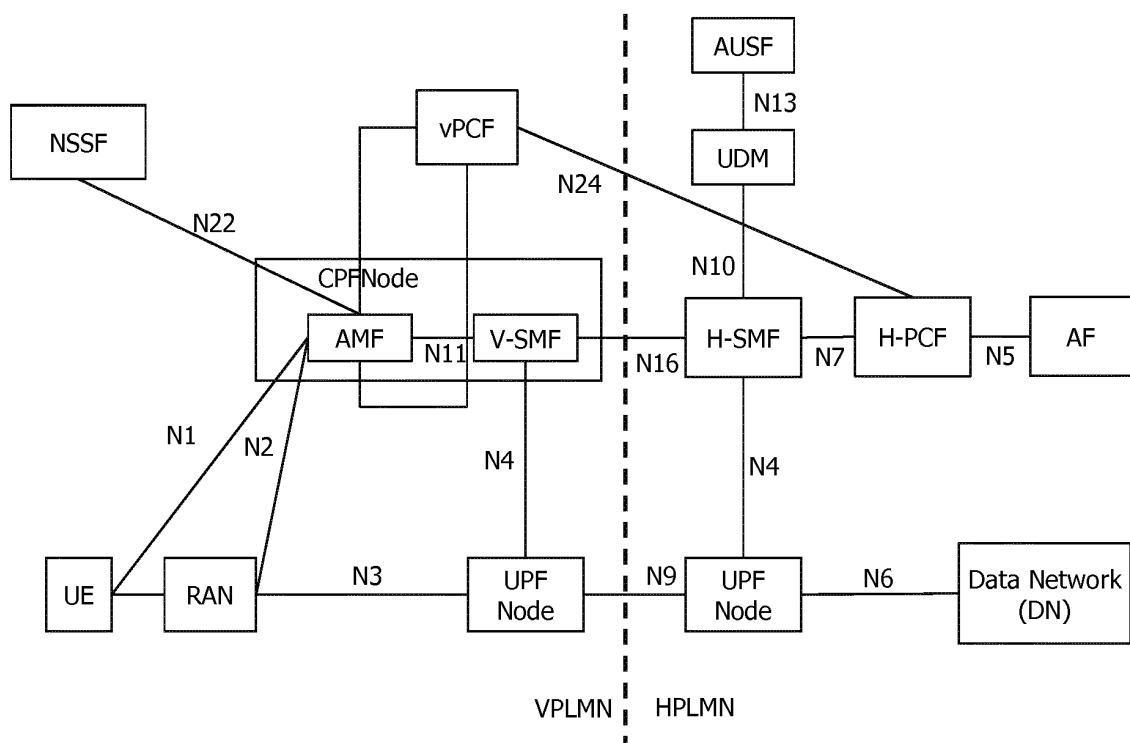 AUSF
N13
NSSF
vPCF
UDM
N24
N22
CPFNode
N10
AMF
N11
V-SMF
N16
H-SMF
N7
H-PCF
N5
AF
N1
N2
N4
N4
UE
RAN
N3
UPF
Node
N9
UPF
Node
N6
Data Network
(DN)
VPLMN
HPLMN